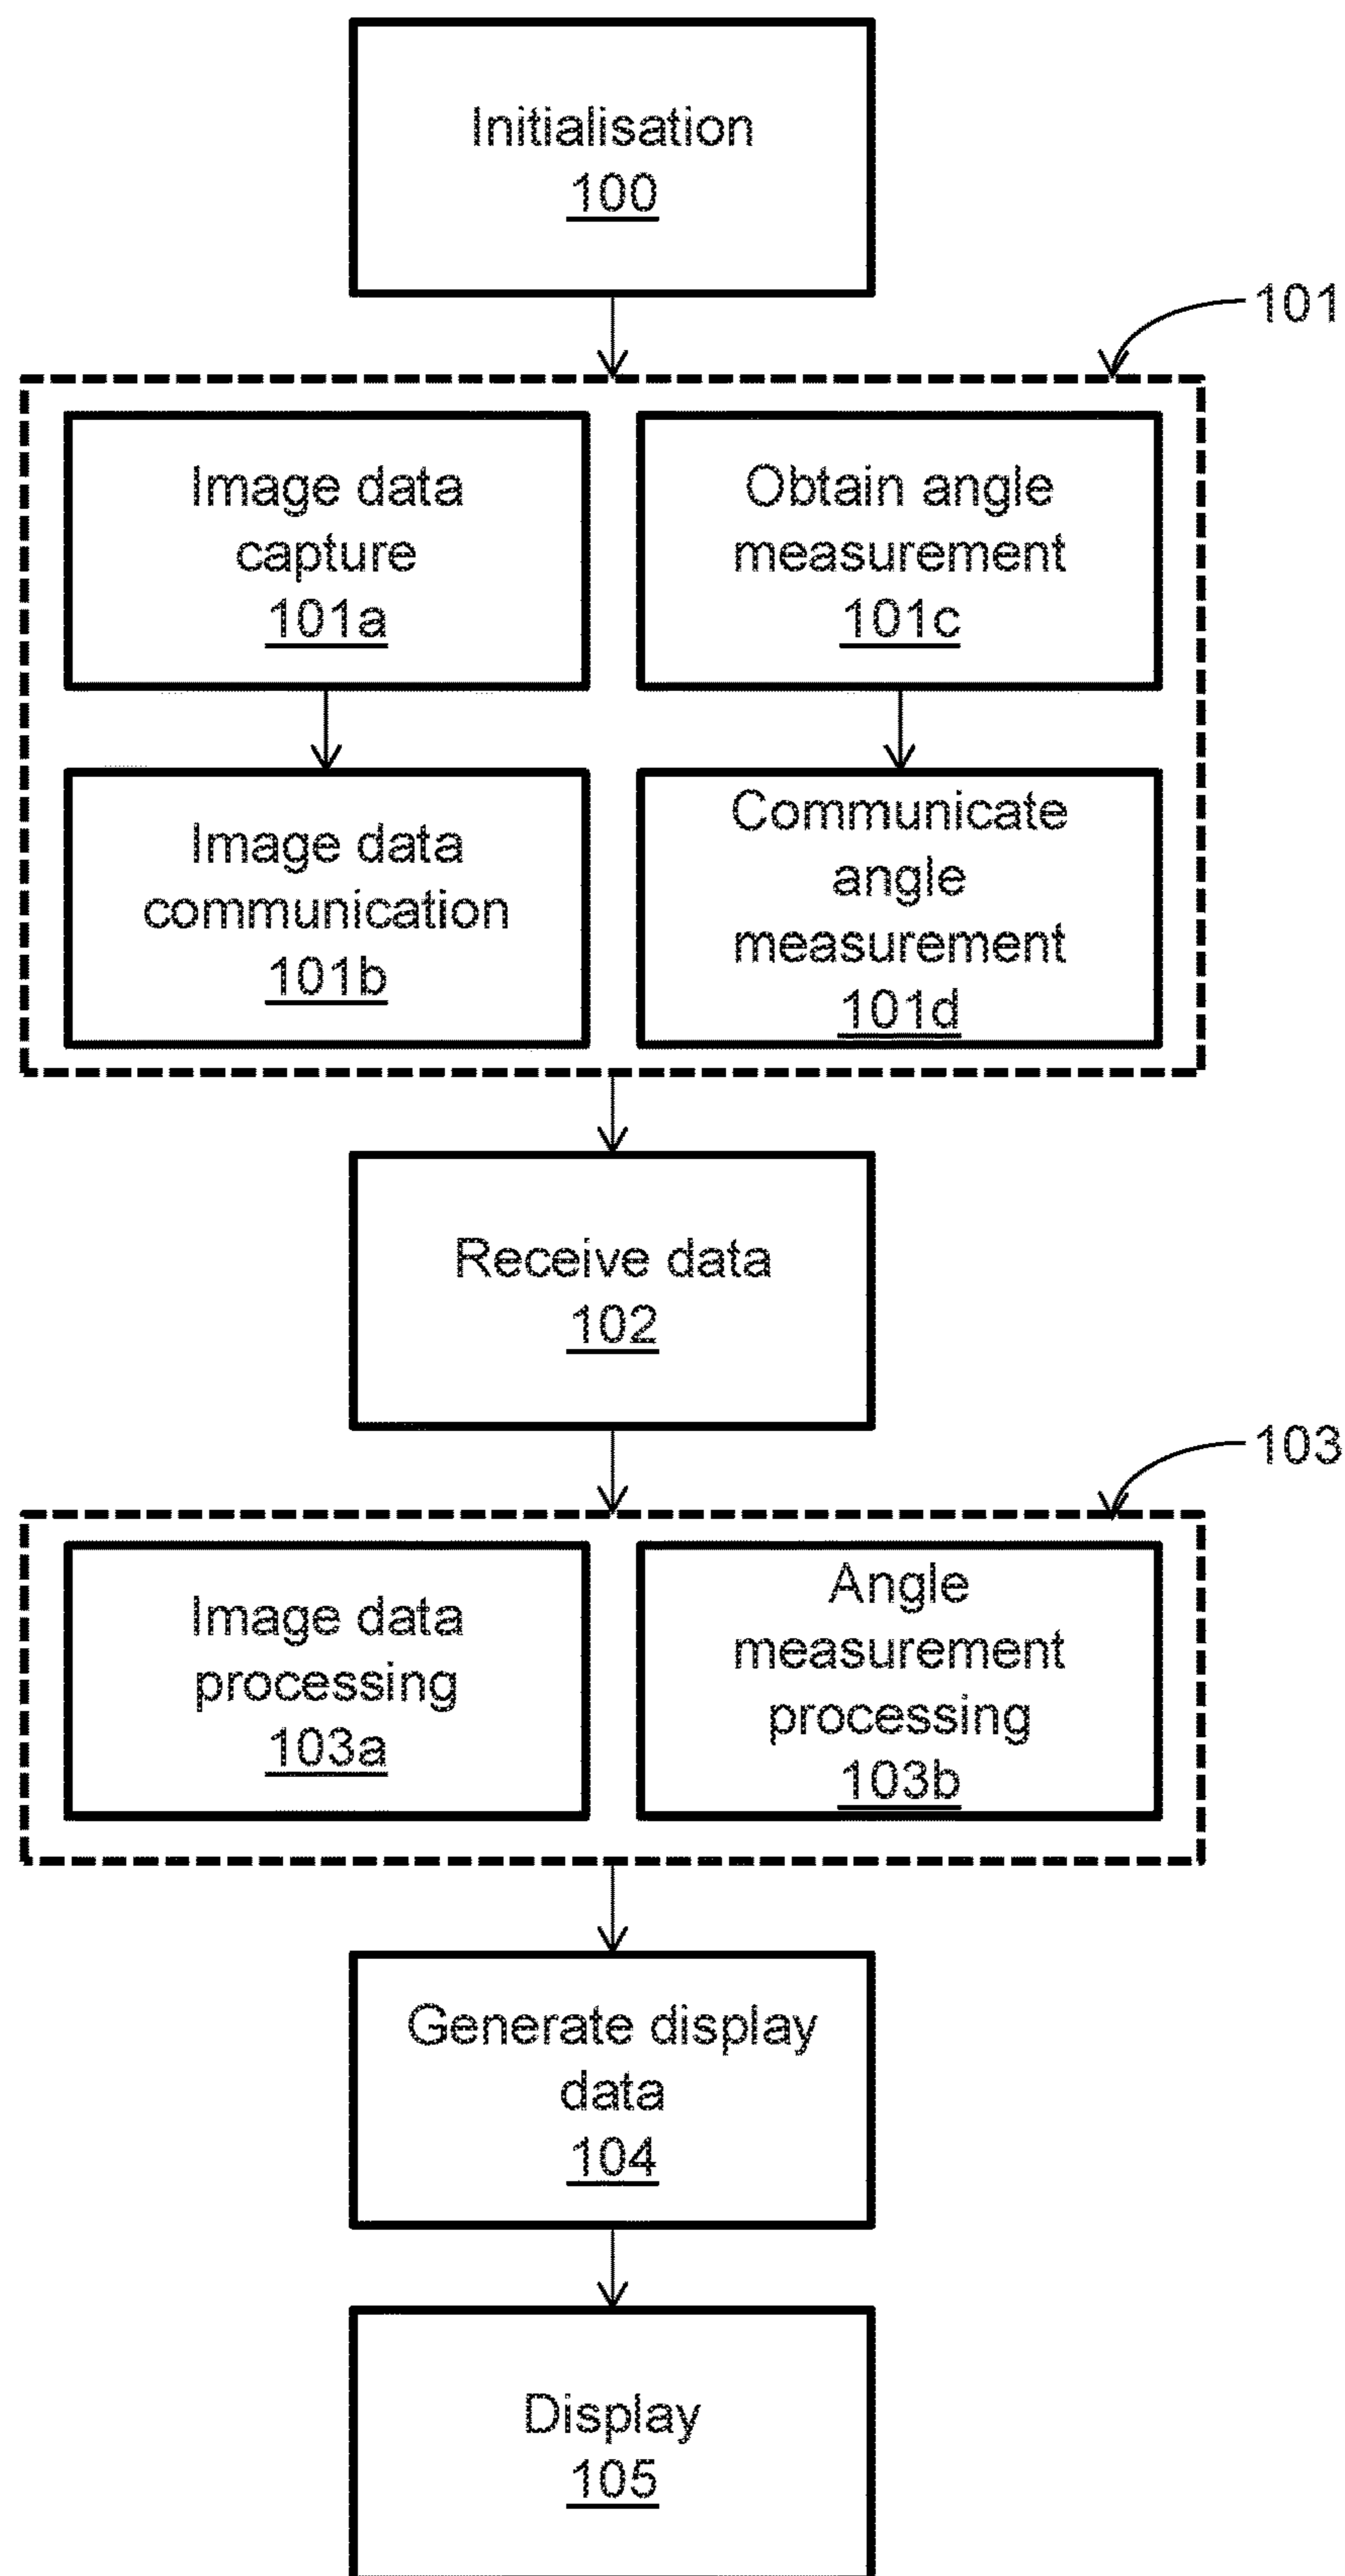 Initialisation
100
101
Image data
capture
101a
Obtain angle
measurement
101c
Image data
communication
101b
Communicate
angle
measurement
101d
Receive data
102
103
Image data
processing
103a
Angle
measurement
processing
103b
Generate display
data
104
Display
105